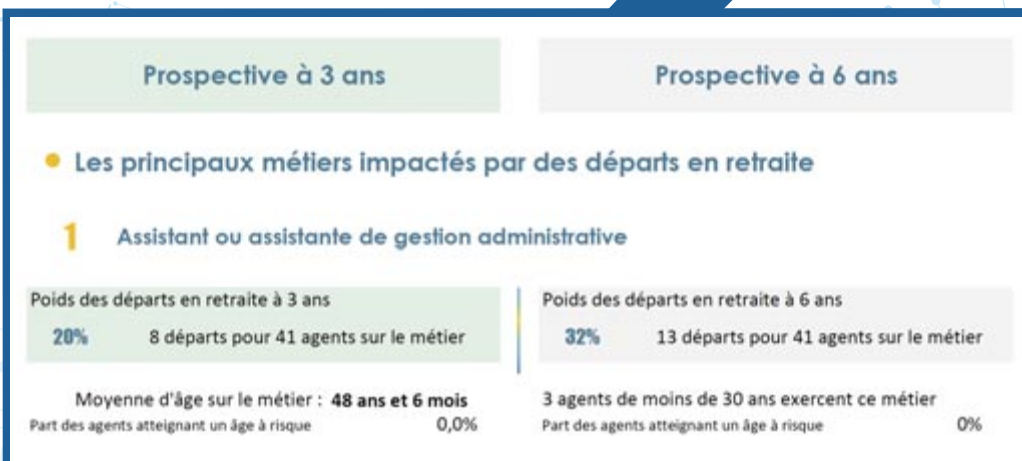 Prospective à 3 ans
Prospective à 6 ans
Les principaux métiers impactés par des départs en retraite
1 Assistant ou assistante de gestion administrative
Poids des départs en retraite à 3 ans
20% 8 départs pour 41 agents sur le métier
Poids des départs en retraite à 6 ans
32% 13 départs pour 41 agents sur le métier
Moyenne d'âge sur le métier : 48 ans et 6 mois
Part des agents atteignant un âge à risque 0,0%
3 agents de moins de 30 ans exercent ce métier
Part des agents atteignant un âge à risque 0%